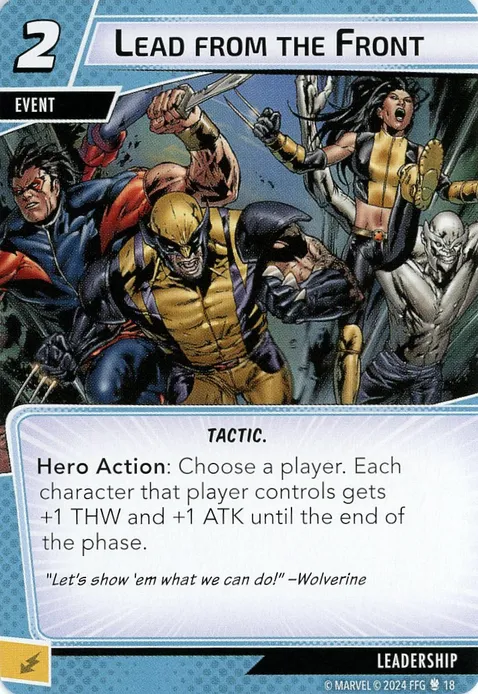 2
LEAD FROM THE FRONT
EVENT
TACTIC.
Hero Action: Choose a player. Each
character that player controls gets
+1 THW and +1 ATK until the end of
the phase.
"Let's show 'em what we can do!" –Wolverine
LEADERSHIP
© MARVEL © 2024 FFG 18